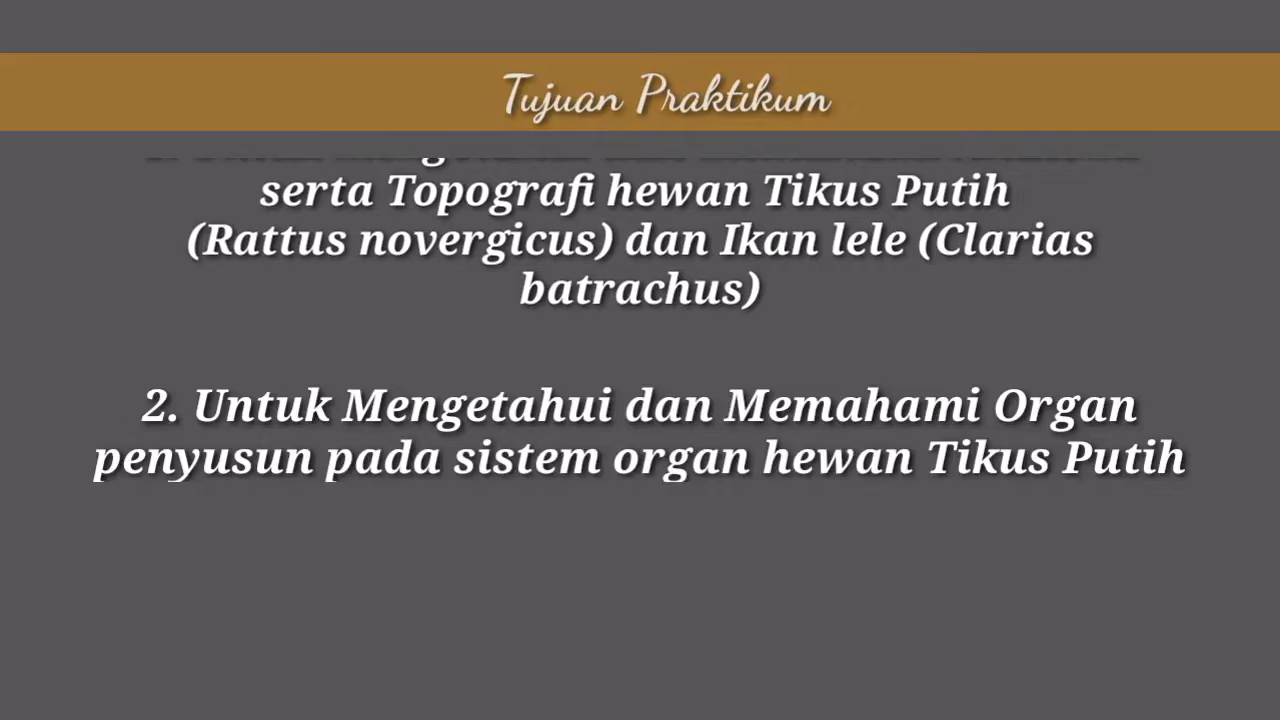 Tujuan Praktikum
serta Topografi hewan Tikus Putih
(Rattus novergicus) dan Ikan lele (Clarias
batrachus)
2. Untuk Mengetahui dan Memahami Organ
penyusun pada sistem organ hewan Tikus Putih